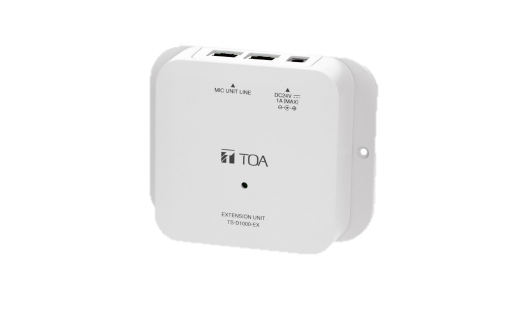 MIC UNIT LINE
DC24V
1A (MAX)
TOA
EXTENSION UNIT
TS-D1000-EX